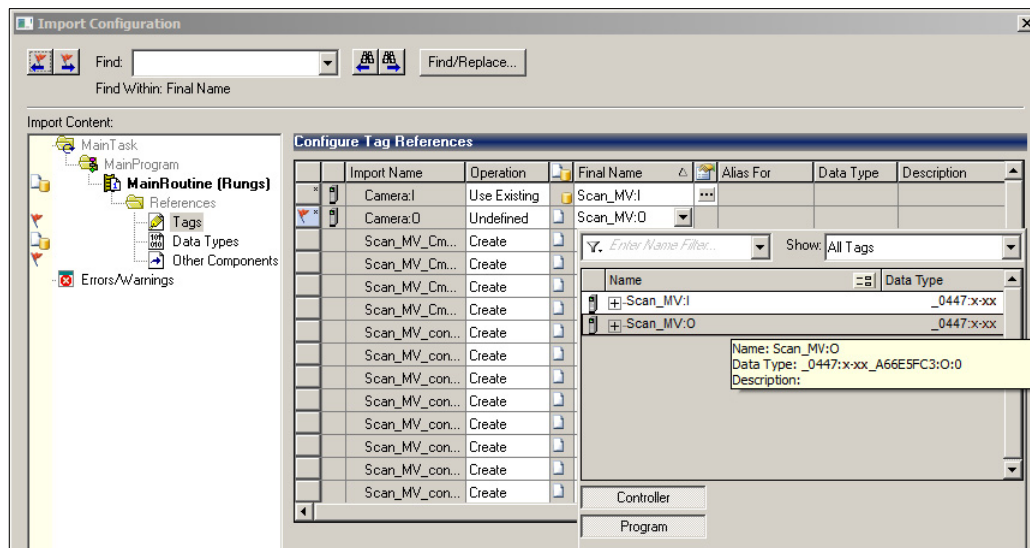 Import Configuration
Find:
Find/Replace...
Find Within: Final Name
Import Content:
MainTask
MainProgram
MainRoutine (Rungs)
References
Tags
Data Types
Other Components
Errors/Warnings
Configure Tag References
Import Name Operation Final Name Alias For Data Type Description
Camera:I Use Existing Scan_MV:I ...
Camera:O Undefined Scan_MV:O
Scan_MV_Cm... Create
Scan_MV_Cm... Create
Scan_MV_Cm... Create
Scan_MV_Cm... Create
Scan_MV_con... Create
Scan_MV_con... Create
Scan_MV_con... Create
Scan_MV_con... Create
Scan_MV_con... Create
Scan_MV_con... Create
Scan_MV_con... Create
Scan_MV_con... Create
Enter Name Filter... Show: All Tags
Name Data Type
Scan_MV:I _0447:x-xx
Scan_MV:O _0447:x-xx
Name: Scan_MV:O
Data Type: _0447:x-xx_A66E5FC3:O:0
Description:
Controller
Program